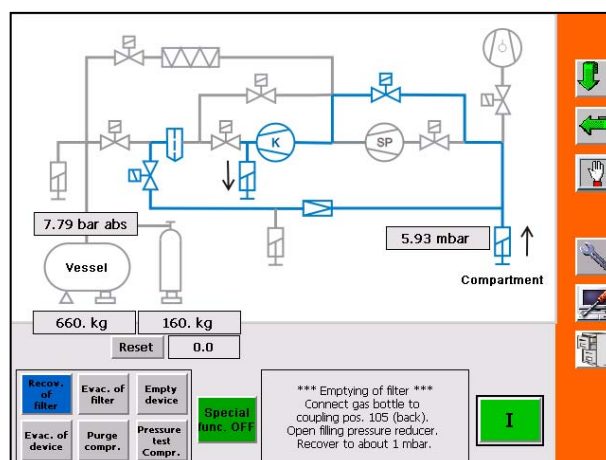 K
SP
7.79 bar abs
5.93 mbar
Vessel
Compartment
660. kg
160. kg
Reset
0.0
Recov. of filter
Evac. of filter
Empty device
Evac. of device
Purge compr.
Pressure test Compr.
Special func. OFF
*** Emptying of filter ***
Connect gas bottle to
coupling pos. 105 (back).
Open filling pressure reducer.
Recover to about 1 mbar.
I